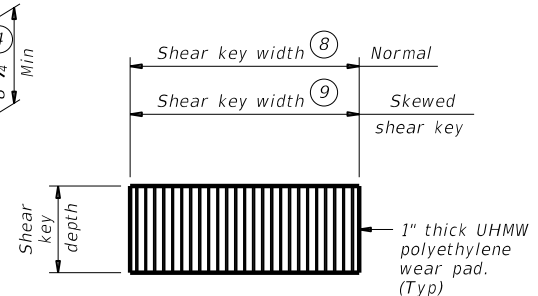 Min
Shear key width 8 Normal
Shear key width 9 Skewed
shear key
Shear
key
depth
1" thick UHMW
polyethylene
wear pad.
(Typ)